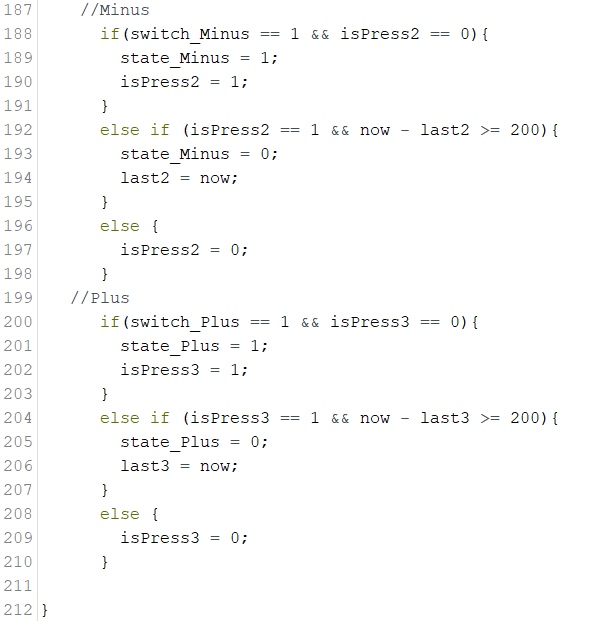 187 //Minus
188 if(switch_Minus == 1 && isPress2 == 0){
189 state_Minus = 1;
190 isPress2 = 1;
191 }
192 else if (isPress2 == 1 && now - last2 >= 200){
193 state_Minus = 0;
194 last2 = now;
195 }
196 else {
197 isPress2 = 0;
198 }
199 //Plus
200 if(switch_Plus == 1 && isPress3 == 0){
201 state_Plus = 1;
202 isPress3 = 1;
203 }
204 else if (isPress3 == 1 && now - last3 >= 200){
205 state_Plus = 0;
206 last3 = now;
207 }
208 else {
209 isPress3 = 0;
210 }
211
212 }